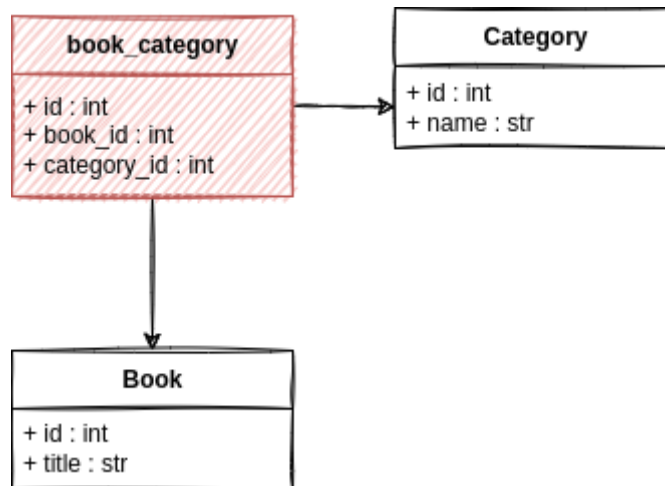 book_category
+ id : int
+ book_id : int
+ category_id : int
Category
+ id : int
+ name : str
Book
+ id : int
+ title : str